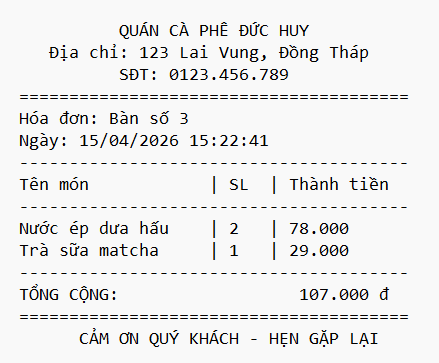 QUÁN CÀ PHÊ ĐỨC HUY
Địa chỉ: 123 Lai Vung, Đồng Tháp
SĐT: 0123.456.789
=======================================
Hóa đơn: Bàn số 3
Ngày: 15/04/2026 15:22:41
---------------------------------------
Tên món | SL | Thành tiền
---------------------------------------
Nước ép dưa hấu | 2 | 78.000
Trà sữa matcha | 1 | 29.000
---------------------------------------
TỔNG CỘNG: 107.000 đ
=======================================
CẢM ƠN QUÝ KHÁCH - HẸN GẶP LẠI